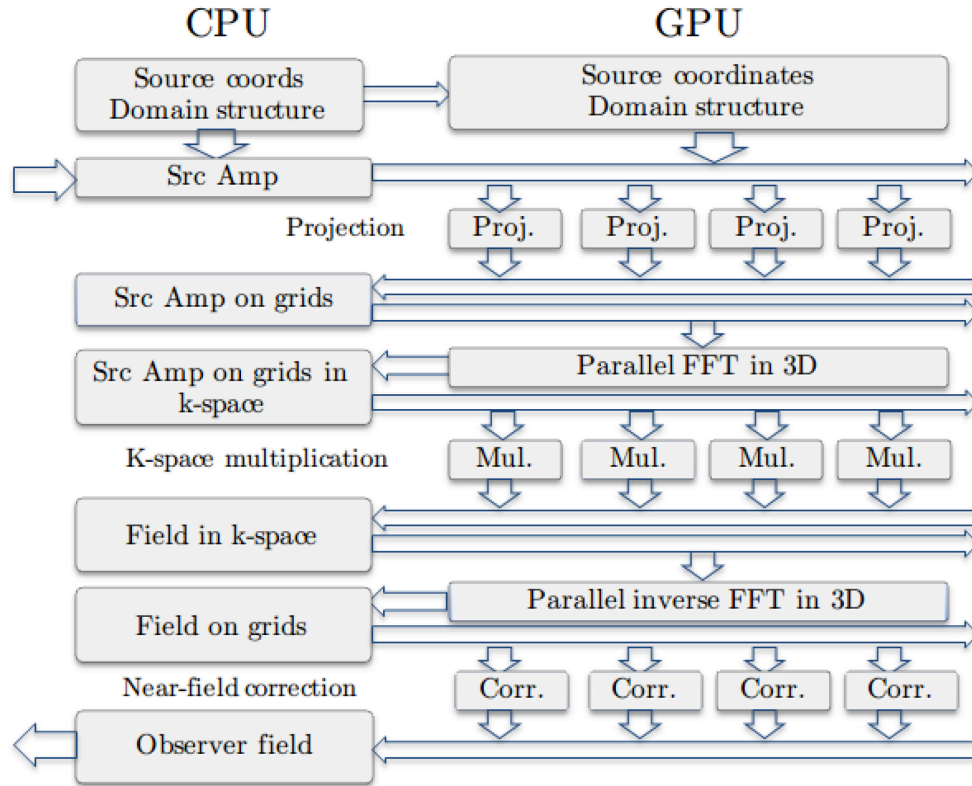 CPU
GPU
Source coords
Domain structure
Source coordinates
Domain structure
Src Amp
Projection
Proj.
Proj.
Proj.
Proj.
Src Amp on grids
Parallel FFT in 3D
Src Amp on grids in
k-space
K-space multiplication
Mul.
Mul.
Mul.
Mul.
Field in k-space
Parallel inverse FFT in 3D
Field on grids
Near-field correction
Corr.
Corr.
Corr.
Corr.
Observer field